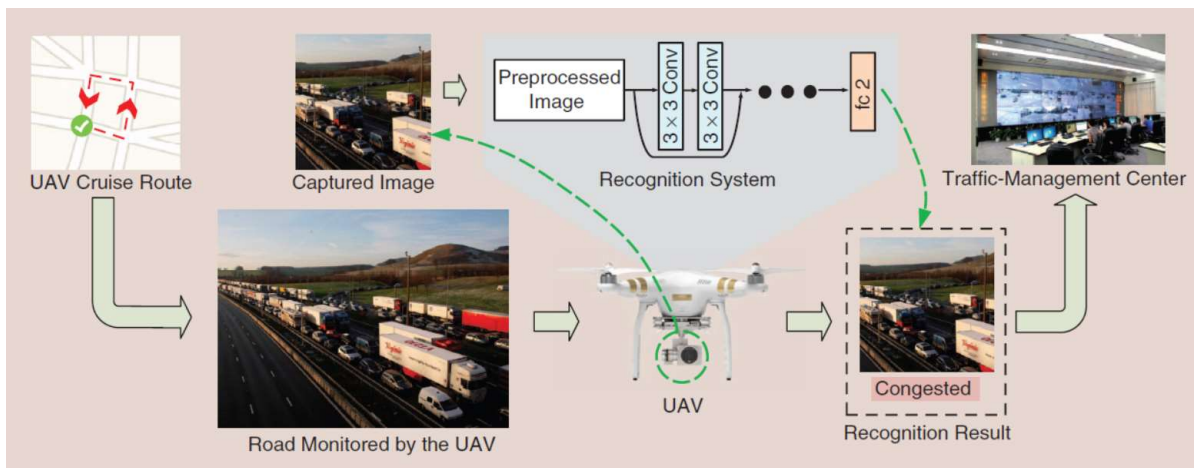 UAV Cruise Route
Captured Image
Preprocessed
Image
3 × 3 Conv
3 × 3 Conv
fc 2
Recognition System
Traffic-Management Center
Road Monitored by the UAV
UAV
Congested
Recognition Result